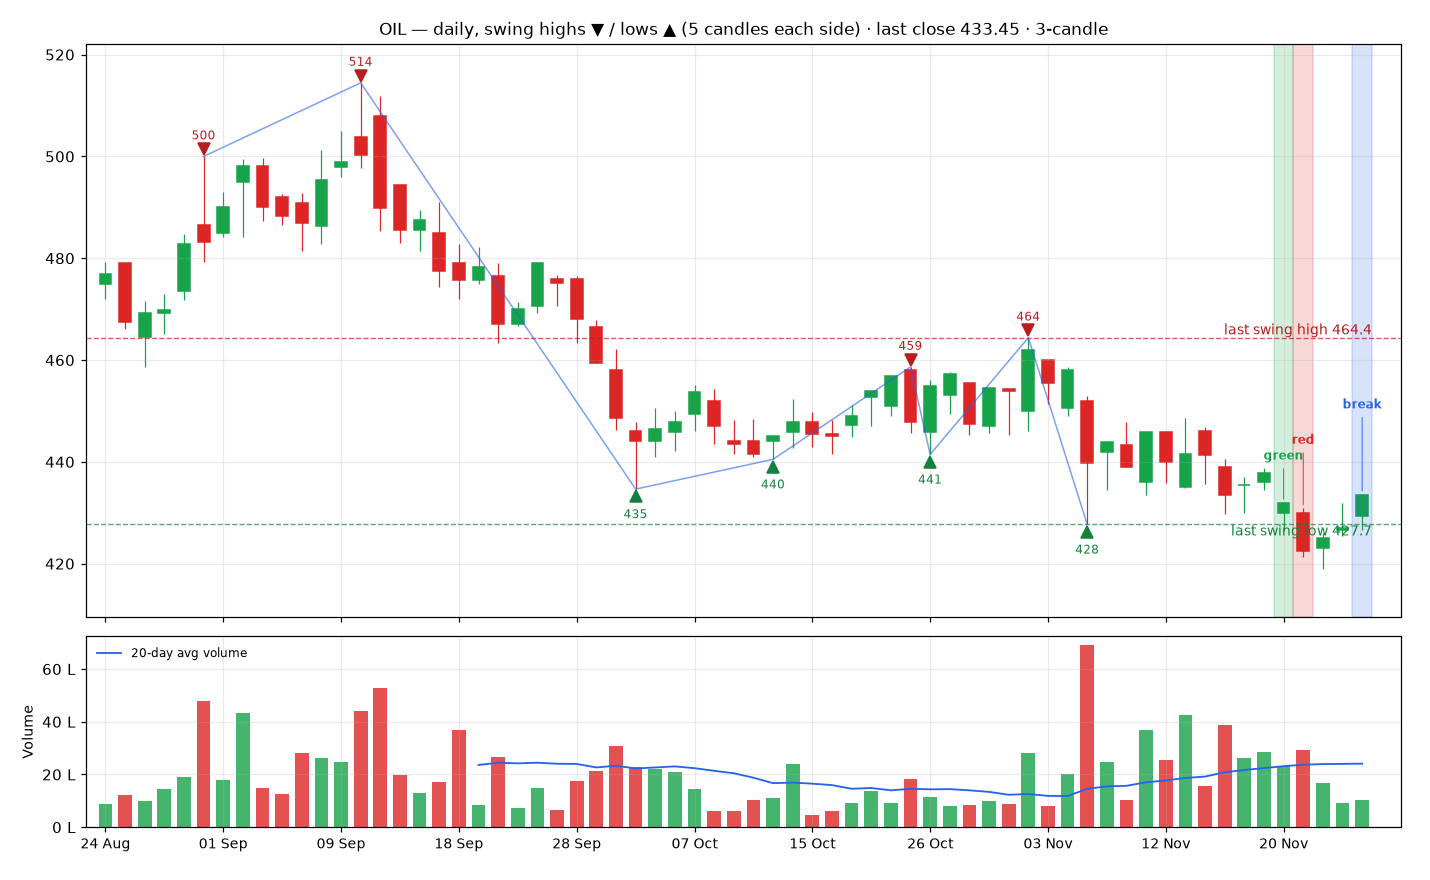 OIL — daily, swing highs ▼ / lows ▲ (5 candles each side) · last close 433.45 · 3-candle
520
500
480
460
440
420
500
514
435
440
459
441
464
428
last swing high 464.4
break
red
green
last swing low 427.7
Volume
60 L
40 L
20 L
0 L
20-day avg volume
24 Aug
01 Sep
09 Sep
18 Sep
28 Sep
07 Oct
15 Oct
26 Oct
03 Nov
12 Nov
20 Nov